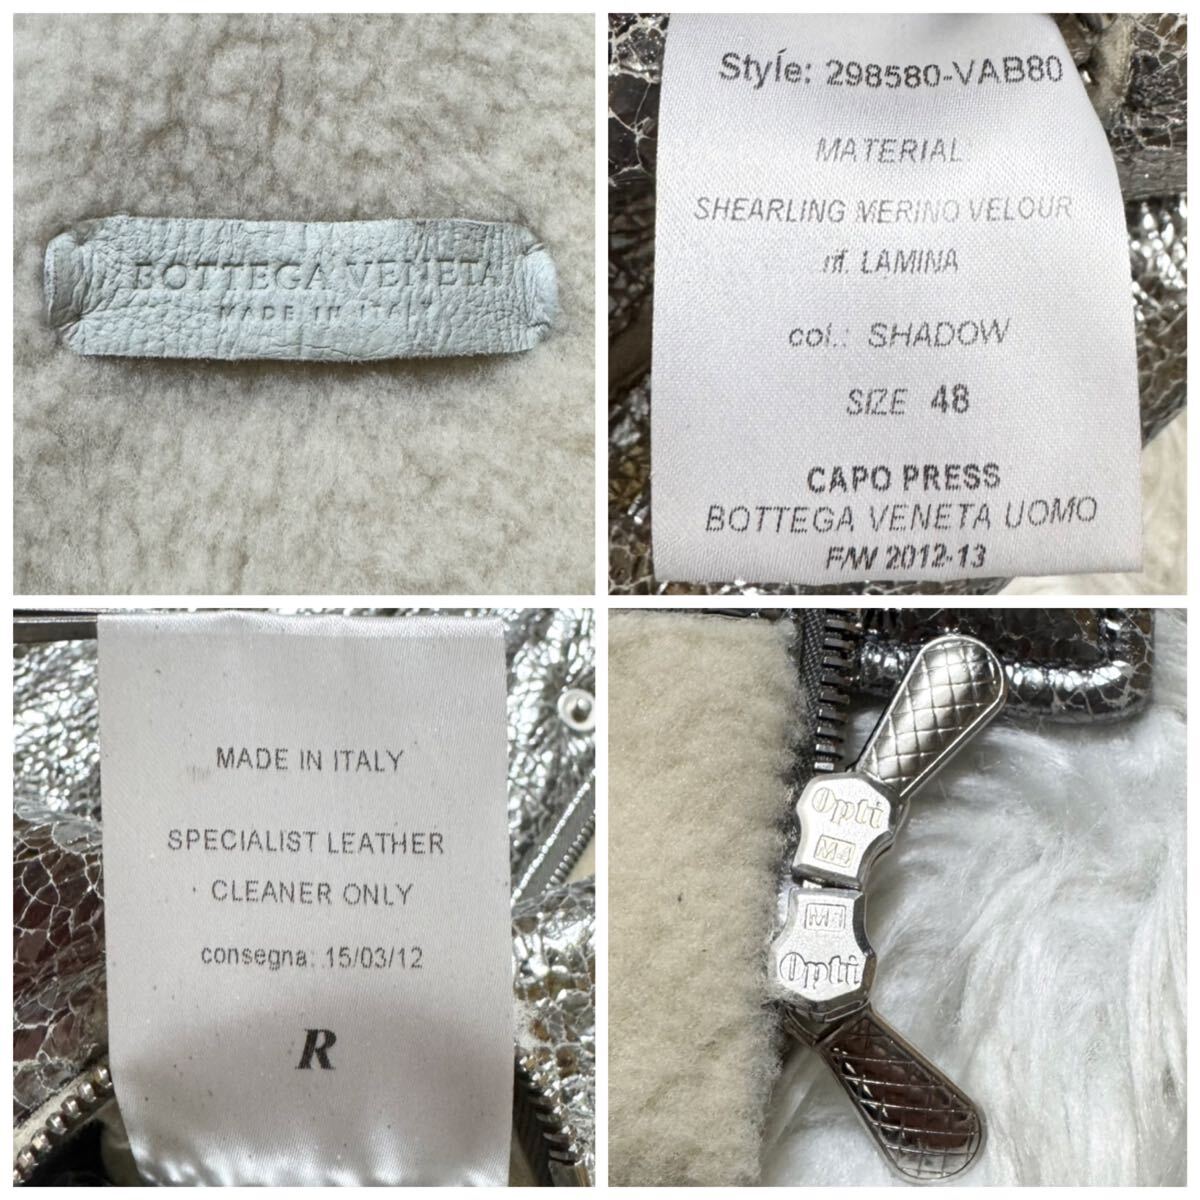 BOTTEGA VENETA
MADE IN ITALY
Style: 298580-VAB80
MATERIAL:
SHEARLING MERINO VELOUR
rif. LAMINA
col.: SHADOW
SIZE 48
CAPO PRESS
BOTTEGA VENETA UOMO
F/W 2012-13
MADE IN ITALY
SPECIALIST LEATHER
CLEANER ONLY
consegna: 15/03/12
R
Opti
M4
M4
Opti